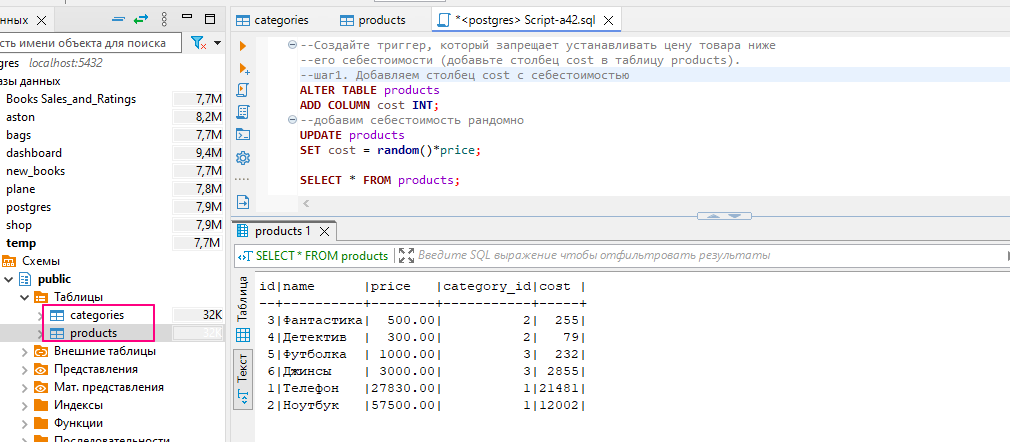 нных
categories
products
*<postgres> Script-a42.sql
сть имени объекта для поиска
gres localhost:5432
азы данных
Books Sales_and_Ratings 7,7M
aston 8,2M
bags 7,7M
dashboard 9,4M
new_books 7,7M
plane 7,8M
postgres 7,9M
shop 7,9M
temp 7,7M
Схемы
public
Таблицы
categories 32K
products 32K
Внешние таблицы
Представления
Мат. представления
Индексы
Функции
Последовательности
--Создайте триггер, который запрещает устанавливать цену товара ниже
--его себестоимости (добавьте столбец cost в таблицу products).
--шаг1. Добавляем столбец cost с себестоимостью
ALTER TABLE products
ADD COLUMN cost INT;
--добавим себестоимость рандомно
UPDATE products
SET cost = random()*price;
SELECT * FROM products;
products 1
SELECT * FROM products
Введите SQL выражение чтобы отфильтровать результаты
Таблица
Текст
id|name |price |category_id|cost |
--+----------+--------+-----------+-----+
3|Фантастика| 500.00| 2| 255|
4|Детектив | 300.00| 2| 79|
5|Футболка | 1000.00| 3| 232|
6|Джинсы | 3000.00| 3| 2855|
1|Телефон |27830.00| 1|21481|
2|Ноутбук |57500.00| 1|12002|